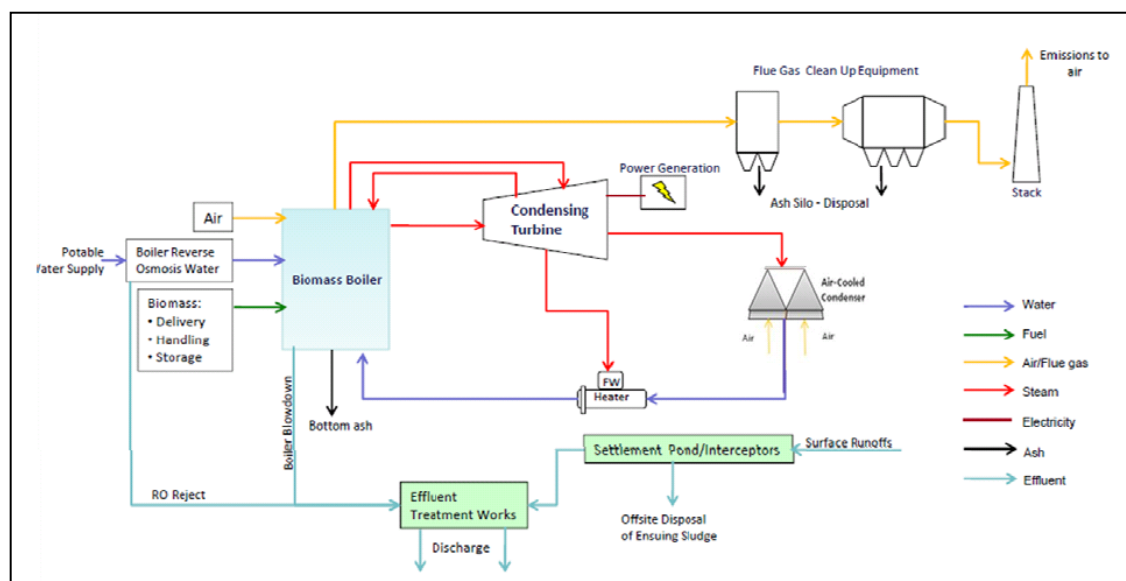 Emissions to
air
Flue Gas Clean Up Equipment
Stack
Ash Silo - Disposal
Power Generation
Condensing
Turbine
Air
Potable
Water Supply
Boiler Reverse
Osmosis Water
Biomass Boiler
Biomass:
• Delivery
• Handling
• Storage
Air-Cooled
Condenser
Air
Air
FW
Heater
Bottom ash
Boiler Blowdown
RO Reject
Settlement Pond/Interceptors
Surface Runoffs
Effluent
Treatment Works
Discharge
Offsite Disposal
of Ensuing Sludge
Water
Fuel
Air/Flue gas
Steam
Electricity
Ash
Effluent